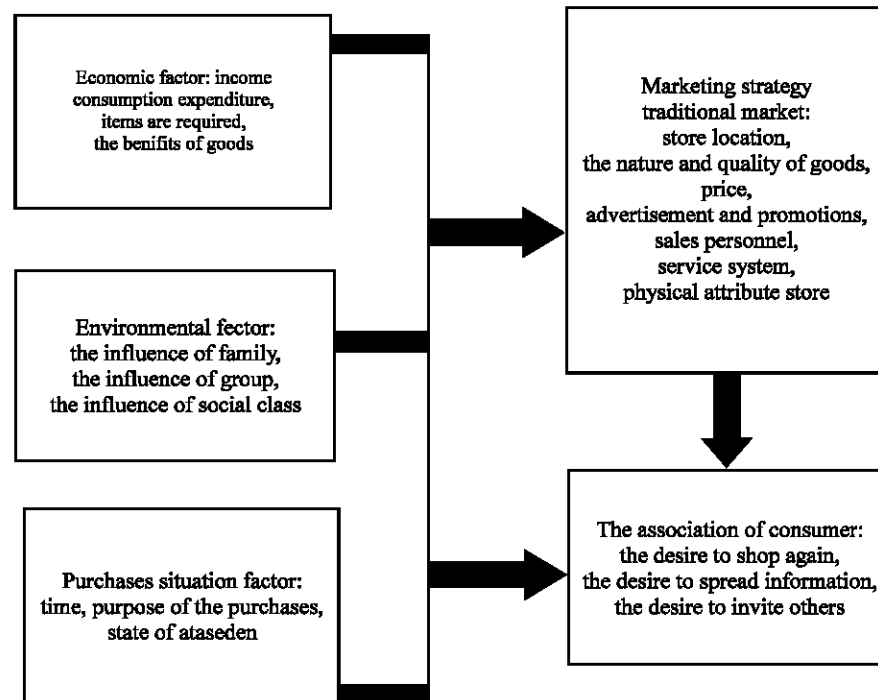 Economic factor: income
consumption expenditure,
items are required,
the benifits of goods
Environmental fector:
the influence of family,
the influence of group,
the influence of social class
Purchases situation factor:
time, purpose of the purchases,
state of ataseden
Marketing strategy
traditional market:
store location,
the nature and quality of goods,
price,
advertisement and promotions,
sales personnel,
service system,
physical attribute store
The association of consumer:
the desire to shop again,
the desire to spread information,
the desire to invite others